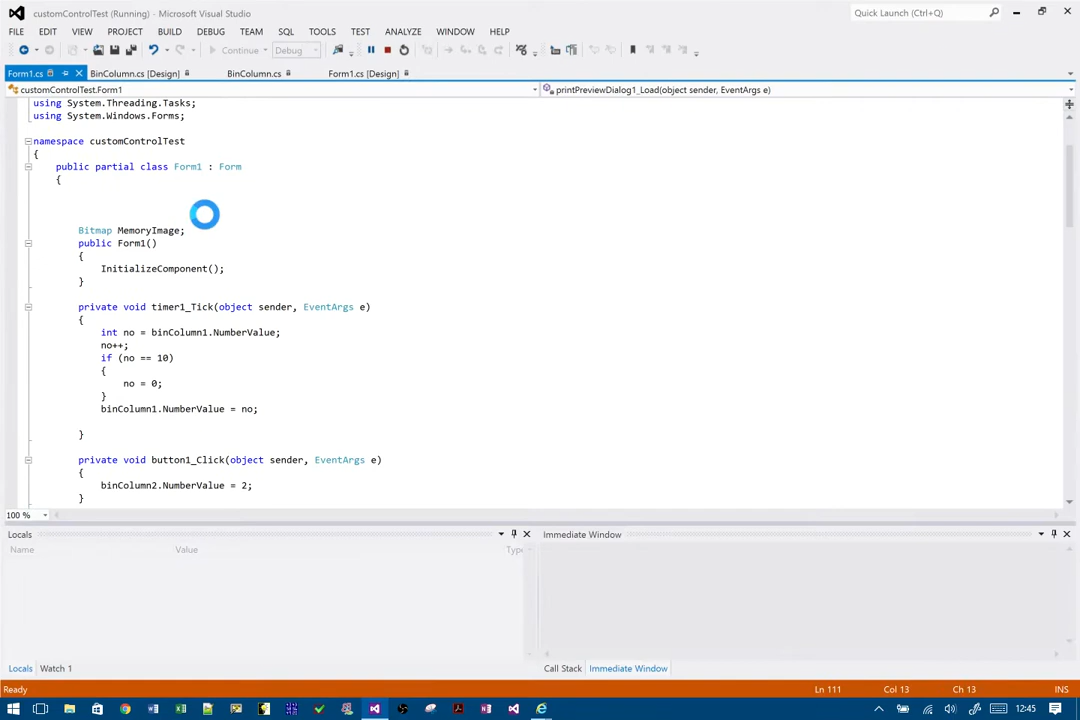 customControlTest (Running) - Microsoft Visual Studio
Quick Launch (Ctrl+Q)
FILE EDIT VIEW PROJECT BUILD DEBUG TEAM SQL TOOLS TEST ANALYZE WINDOW HELP
Continue Debug
Form1.cs BinColumn.cs [Design] BinColumn.cs Form1.cs [Design]
customControlTest.Form1 printPreviewDialog1_Load(object sender, EventArgs e)
using System.Threading.Tasks;
using System.Windows.Forms;
namespace customControlTest
{
public partial class Form1 : Form
{
Bitmap MemoryImage;
public Form1()
{
InitializeComponent();
}
private void timer1_Tick(object sender, EventArgs e)
{
int no = binColumn1.NumberValue;
no++;
if (no == 10)
{
no = 0;
}
binColumn1.NumberValue = no;
}
private void button1_Click(object sender, EventArgs e)
{
binColumn2.NumberValue = 2;
}
100 %
Locals Immediate Window
Name Value Type
Locals Watch 1 Call Stack Immediate Window
Ready Ln 111 Col 13 Ch 13 INS
12:45